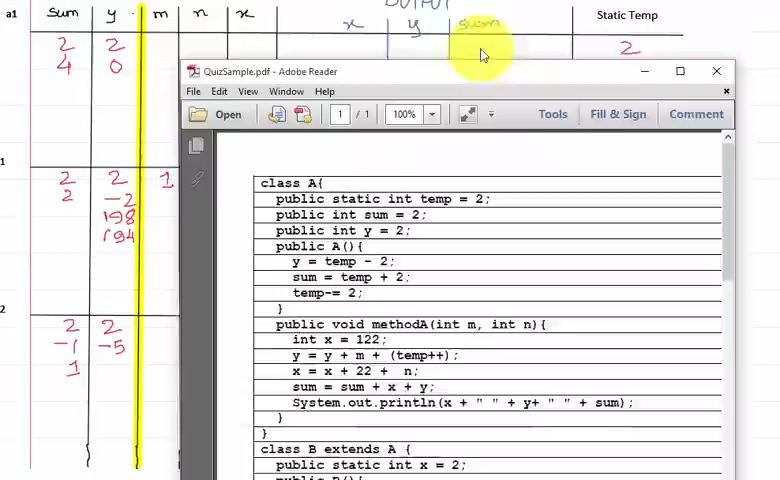 OUTPUT
a1 sum y m n x x y sum Static Temp
2 2 2
4 0
QuizSample.pdf - Adobe Reader
File Edit View Window Help
Open 1 / 1 100% Tools Fill & Sign Comment
1
2 2 1
2 -2
198
194
2
2 2
-1 -5
1
class A{
public static int temp = 2;
public int sum = 2;
public int y = 2;
public A(){
y = temp - 2;
sum = temp + 2;
temp-= 2;
}
public void methodA(int m, int n){
int x = 122;
y = y + m + (temp++);
x = x + 22 + n;
sum = sum + x + y;
System.out.println(x + " " + y+ " " + sum);
}
}
class B extends A {
public static int x = 2;